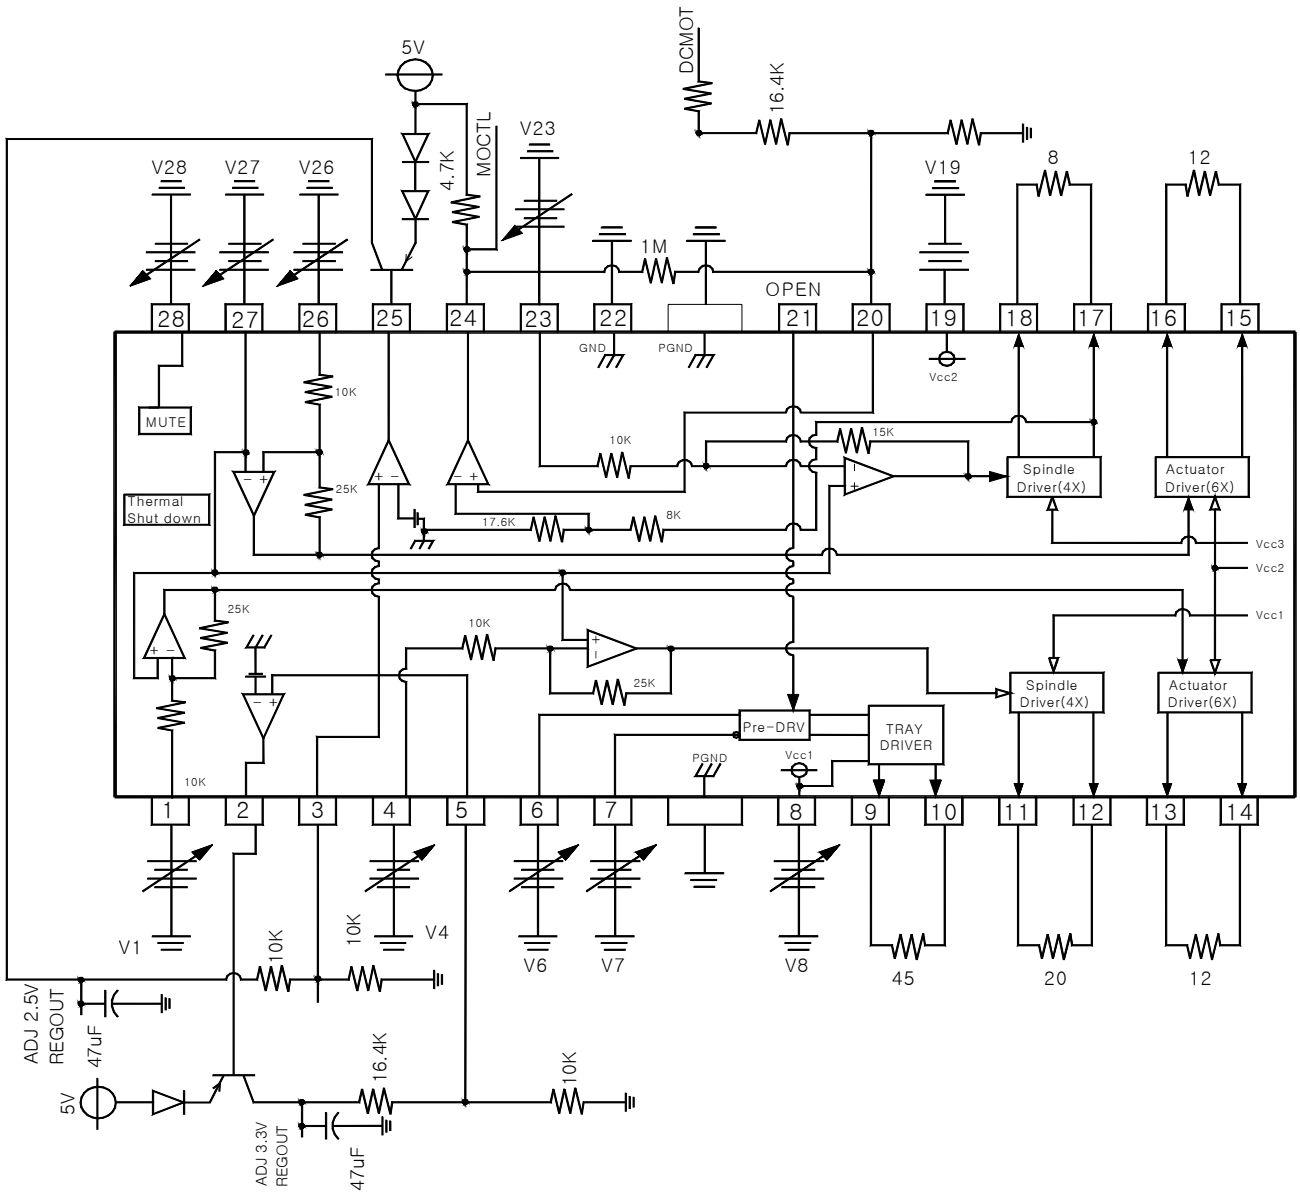 5V
DCMOT
16.4K
V28
V27
V26
4.7K
MOCTL
V23
V19
8
12
1M
OPEN
28
27
26
25
24
23
22
21
20
19
18
17
16
15
GND
PGND
Vcc2
MUTE
10K
25K
10K
15K
Spindle
Driver(4X)
Actuator
Driver(6X)
Thermal
Shut down
17.6K
8K
Vcc3
Vcc2
Vcc1
25K
10K
25K
Spindle
Driver(4X)
Actuator
Driver(6X)
Pre-DRV
TRAY
DRIVER
PGND
Vcc1
10K
1
2
3
4
5
6
7
8
9
10
11
12
13
14
V1
10K
10K
V4
V6
V7
V8
45
20
12
ADJ 2.5V
REGOUT
47uF
5V
16.4K
10K
ADJ 3.3V
REGOUT
47uF